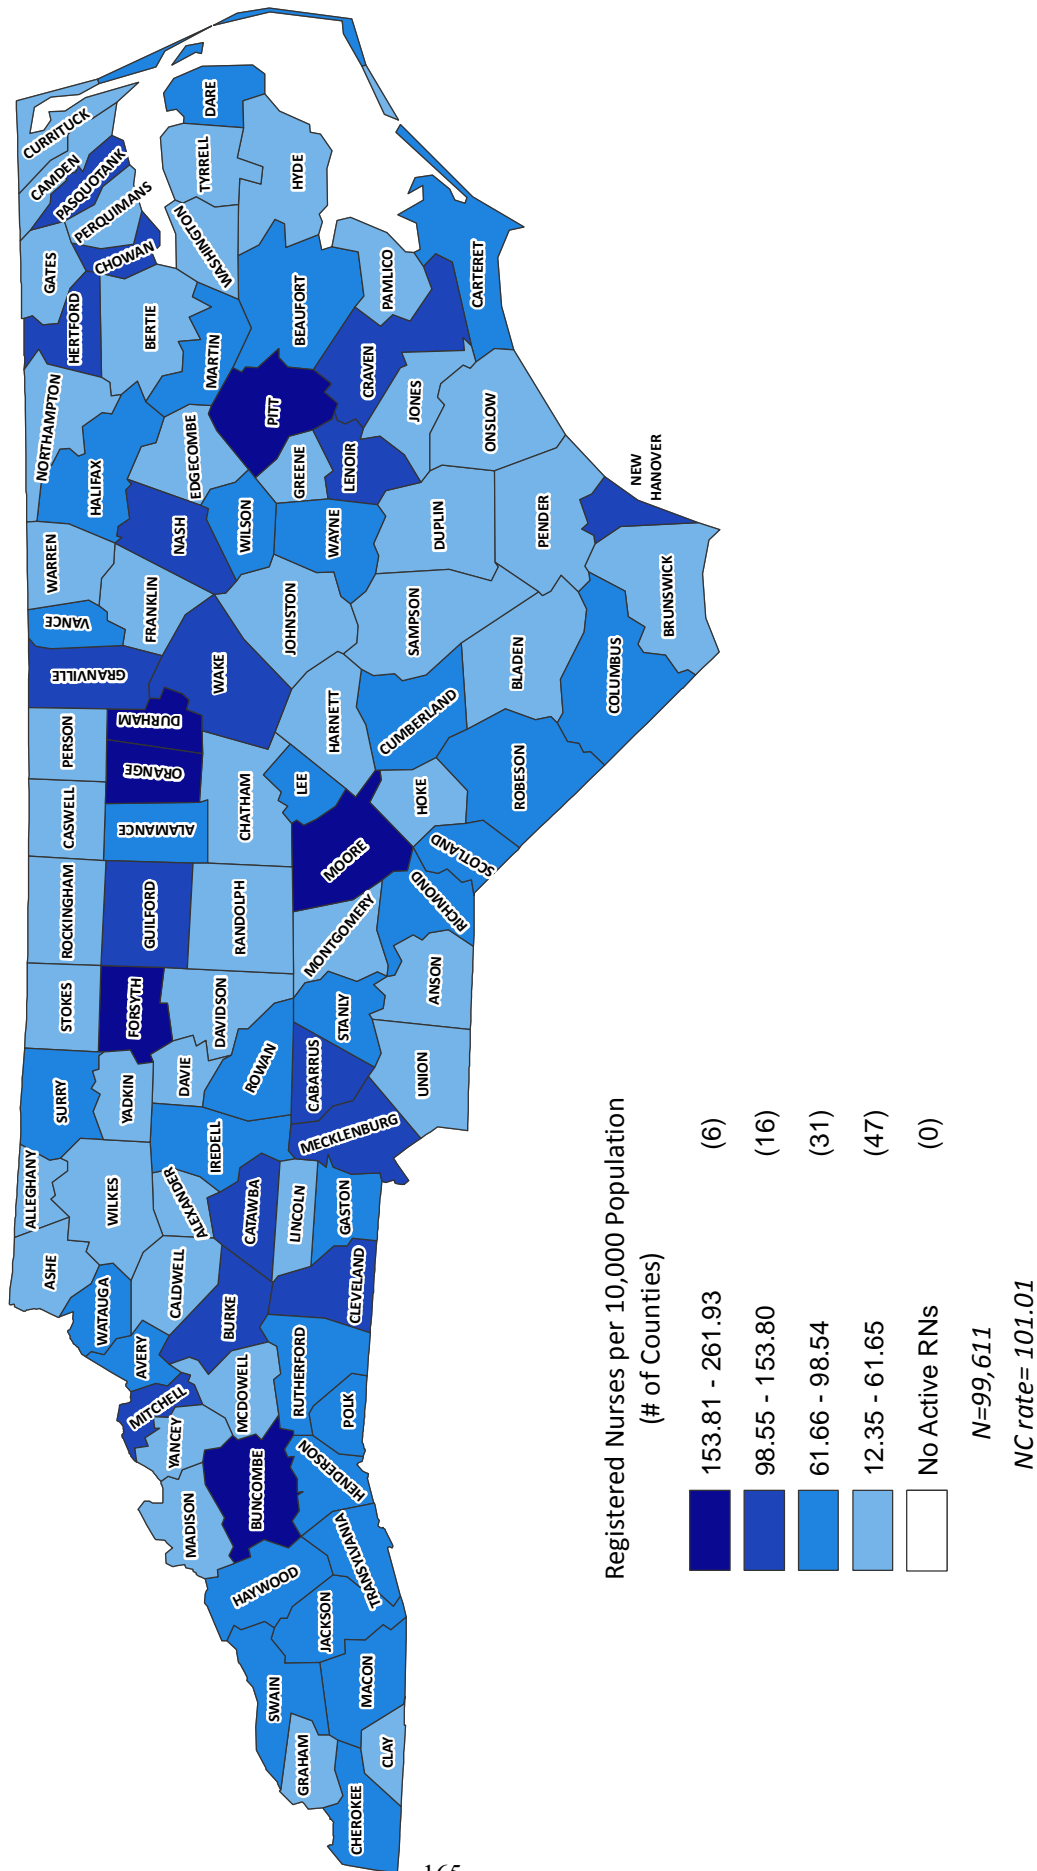 CHEROKEE
GRAHAM
CLAY
SWAIN
MACON
JACKSON
HAYWOOD
TRANSYLVANIA
MADISON
BUNCOMBE
HENDERSON
YANCEY
MITCHELL
MCDOWELL
RUTHERFORD
POLK
AVERY
WATAUGA
ASHE
ALLEGHANY
WILKES
CALDWELL
BURKE
CLEVELAND
ALEXANDER
CATAWBA
LINCOLN
GASTON
SURRY
YADKIN
IREDELL
DAVIE
ROWAN
MECKLENBURG
CABARRUS
UNION
STOKES
FORSYTH
DAVIDSON
STANLY
ANSON
ROCKINGHAM
GUILFORD
RANDOLPH
MONTGOMERY
RICHMOND
CASWELL
ALAMANCE
CHATHAM
MOORE
SCOTLAND
PERSON
ORANGE
DURHAM
LEE
HOKE
ROBESON
GRANVILLE
WAKE
HARNETT
CUMBERLAND
BLADEN
COLUMBUS
BRUNSWICK
VANCE
WARREN
FRANKLIN
JOHNSTON
SAMPSON
PENDER
NEW
HANOVER
HALIFAX
NASH
WILSON
WAYNE
DUPLIN
NORTHAMPTON
EDGECOMBE
GREENE
LENOIR
ONSLOW
HERTFORD
BERTIE
MARTIN
PITT
CRAVEN
JONES
GATES
CHOWAN
PERQUIMANS
PASQUOTANK
CAMDEN
CURRITUCK
WASHINGTON
TYRRELL
DARE
HYDE
BEAUFORT
PAMLICO
CARTERET
Registered Nurses per 10,000 Population
(# of Counties)
153.81 - 261.93 (6)
98.55 - 153.80 (16)
61.66 - 98.54 (31)
12.35 - 61.65 (47)
No Active RNs (0)
N=99,611
NC rate= 101.01
165